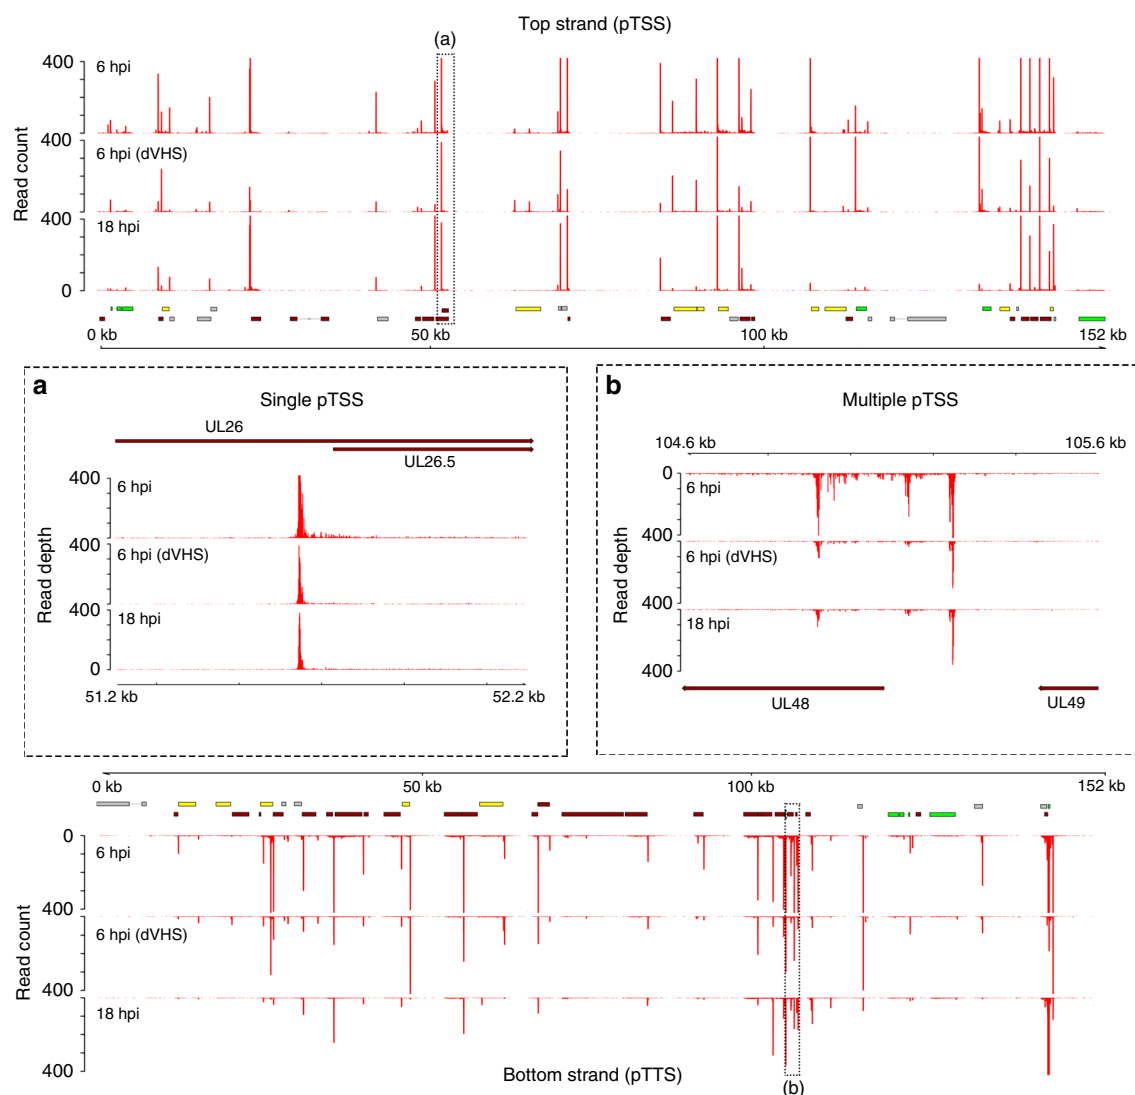 Top strand (pTSS)
(a)
400
6 hpi
400
6 hpi (dVHS)
400
18 hpi
0
Read count
0 kb 50 kb 100 kb 152 kb
a
Single pTSS
UL26
UL26.5
400
6 hpi
400
6 hpi (dVHS)
400
18 hpi
0
Read depth
51.2 kb 52.2 kb
b
Multiple pTSS
104.6 kb 105.6 kb
0
6 hpi
400
6 hpi (dVHS)
400
18 hpi
400
Read depth
UL48
UL49
0 kb 50 kb 100 kb 152 kb
0
6 hpi
400
6 hpi (dVHS)
400
18 hpi
400
Read count
Bottom strand (pTTS)
(b)